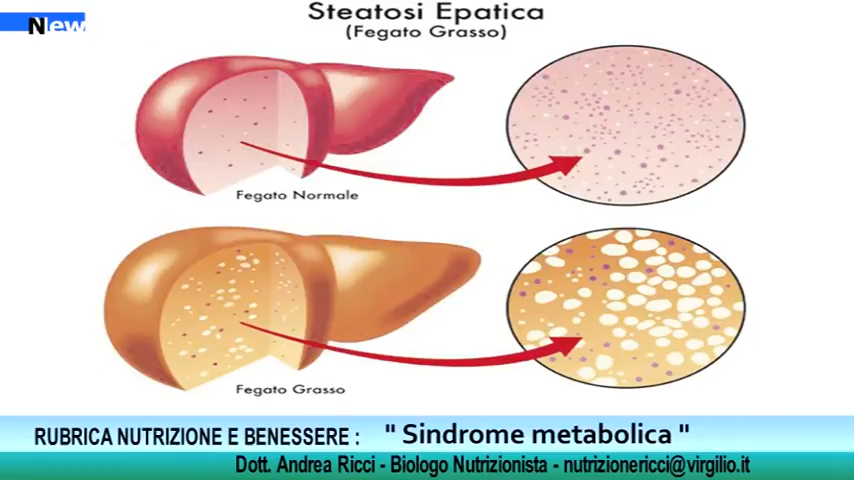 News
Steatosi Epatica
(Fegato Grasso)
Fegato Normale
Fegato Grasso
RUBRICA NUTRIZIONE E BENESSERE : " Sindrome metabolica "
Dott. Andrea Ricci - Biologo Nutrizionista - nutrizionericci@virgilio.it